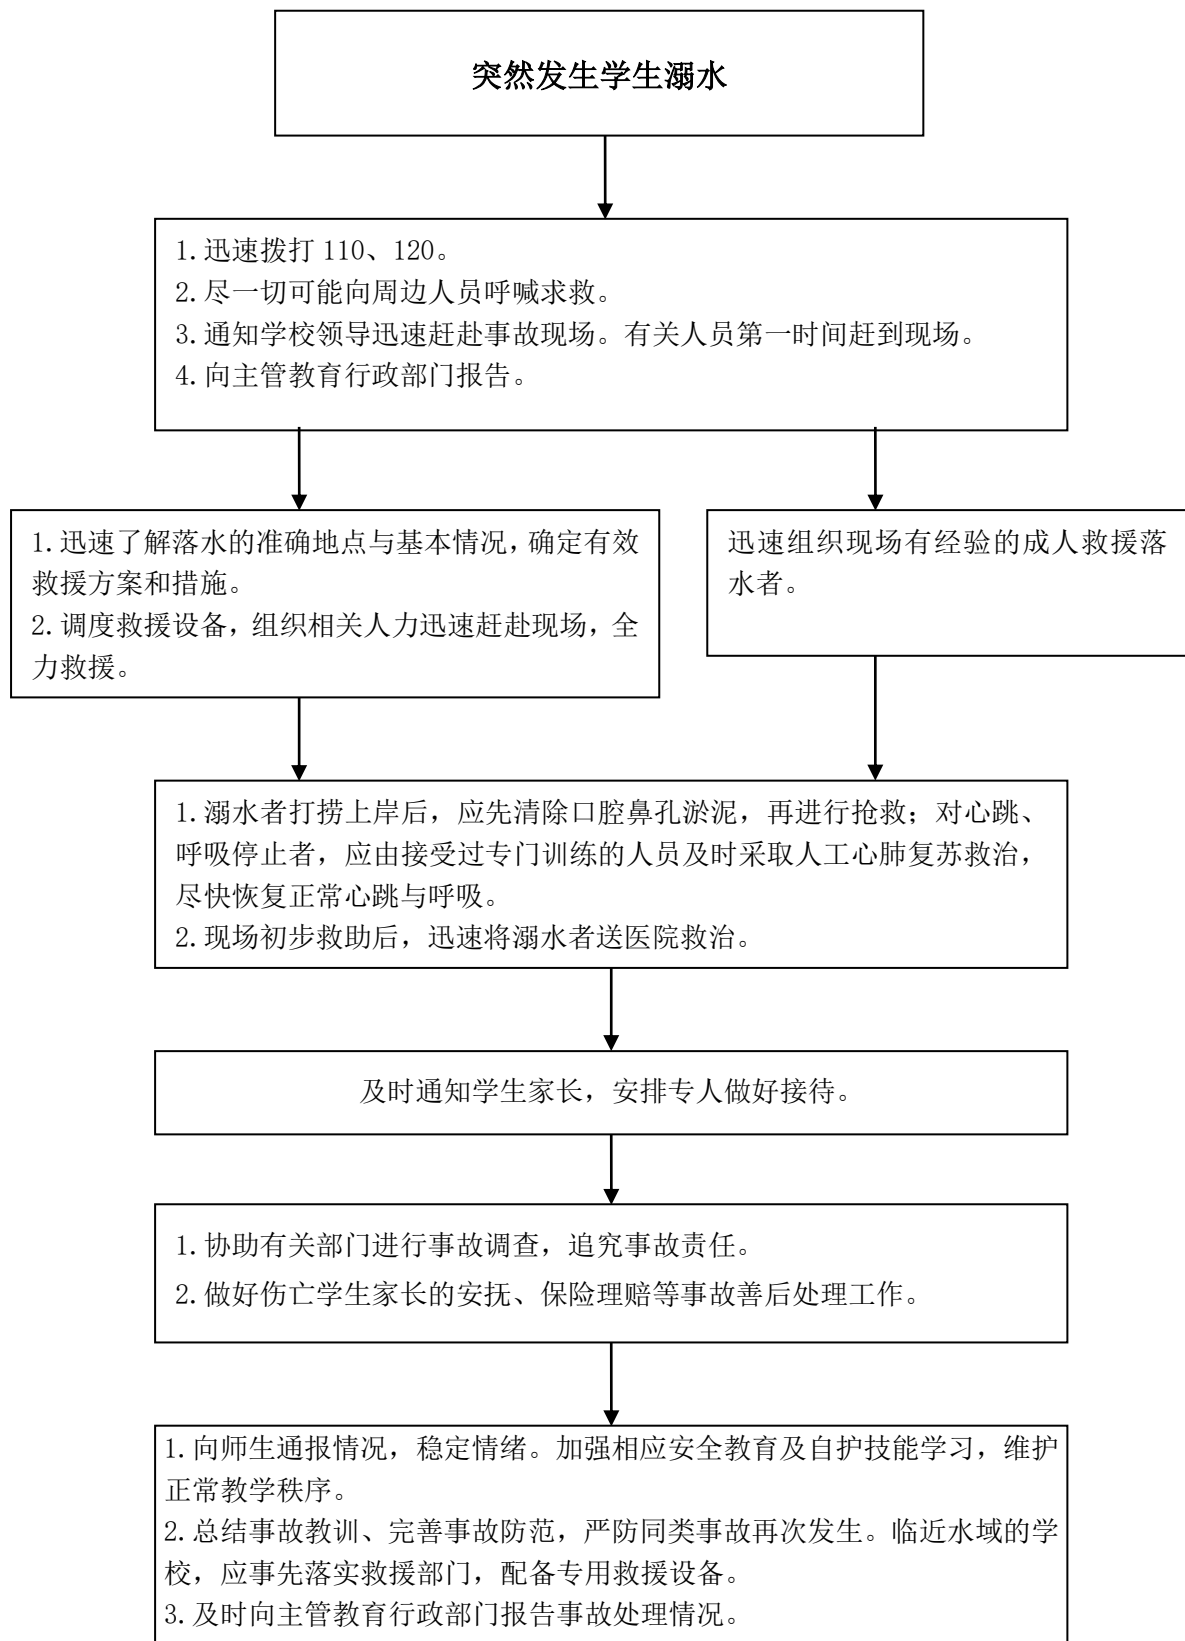 突然发生学生溺水
1.迅速拨打 110、120。
2.尽一切可能向周边人员呼喊求救。
3.通知学校领导迅速赶赴事故现场。有关人员第一时间赶到现场。
4.向主管教育行政部门报告。
1.迅速了解落水的准确地点与基本情况，确定有效
救援方案和措施。
2.调度救援设备，组织相关人力迅速赶赴现场，全
力救援。
迅速组织现场有经验的成人救援落
水者。
1.溺水者打捞上岸后，应先清除口腔鼻孔淤泥，再进行抢救；对心跳、
呼吸停止者，应由接受过专门训练的人员及时采取人工心肺复苏救治，
尽快恢复正常心跳与呼吸。
2.现场初步救助后，迅速将溺水者送医院救治。
及时通知学生家长，安排专人做好接待。
1.协助有关部门进行事故调查，追究事故责任。
2.做好伤亡学生家长的安抚、保险理赔等事故善后处理工作。
1.向师生通报情况，稳定情绪。加强相应安全教育及自护技能学习，维护
正常教学秩序。
2.总结事故教训、完善事故防范，严防同类事故再次发生。临近水域的学
校，应事先落实救援部门，配备专用救援设备。
3.及时向主管教育行政部门报告事故处理情况。